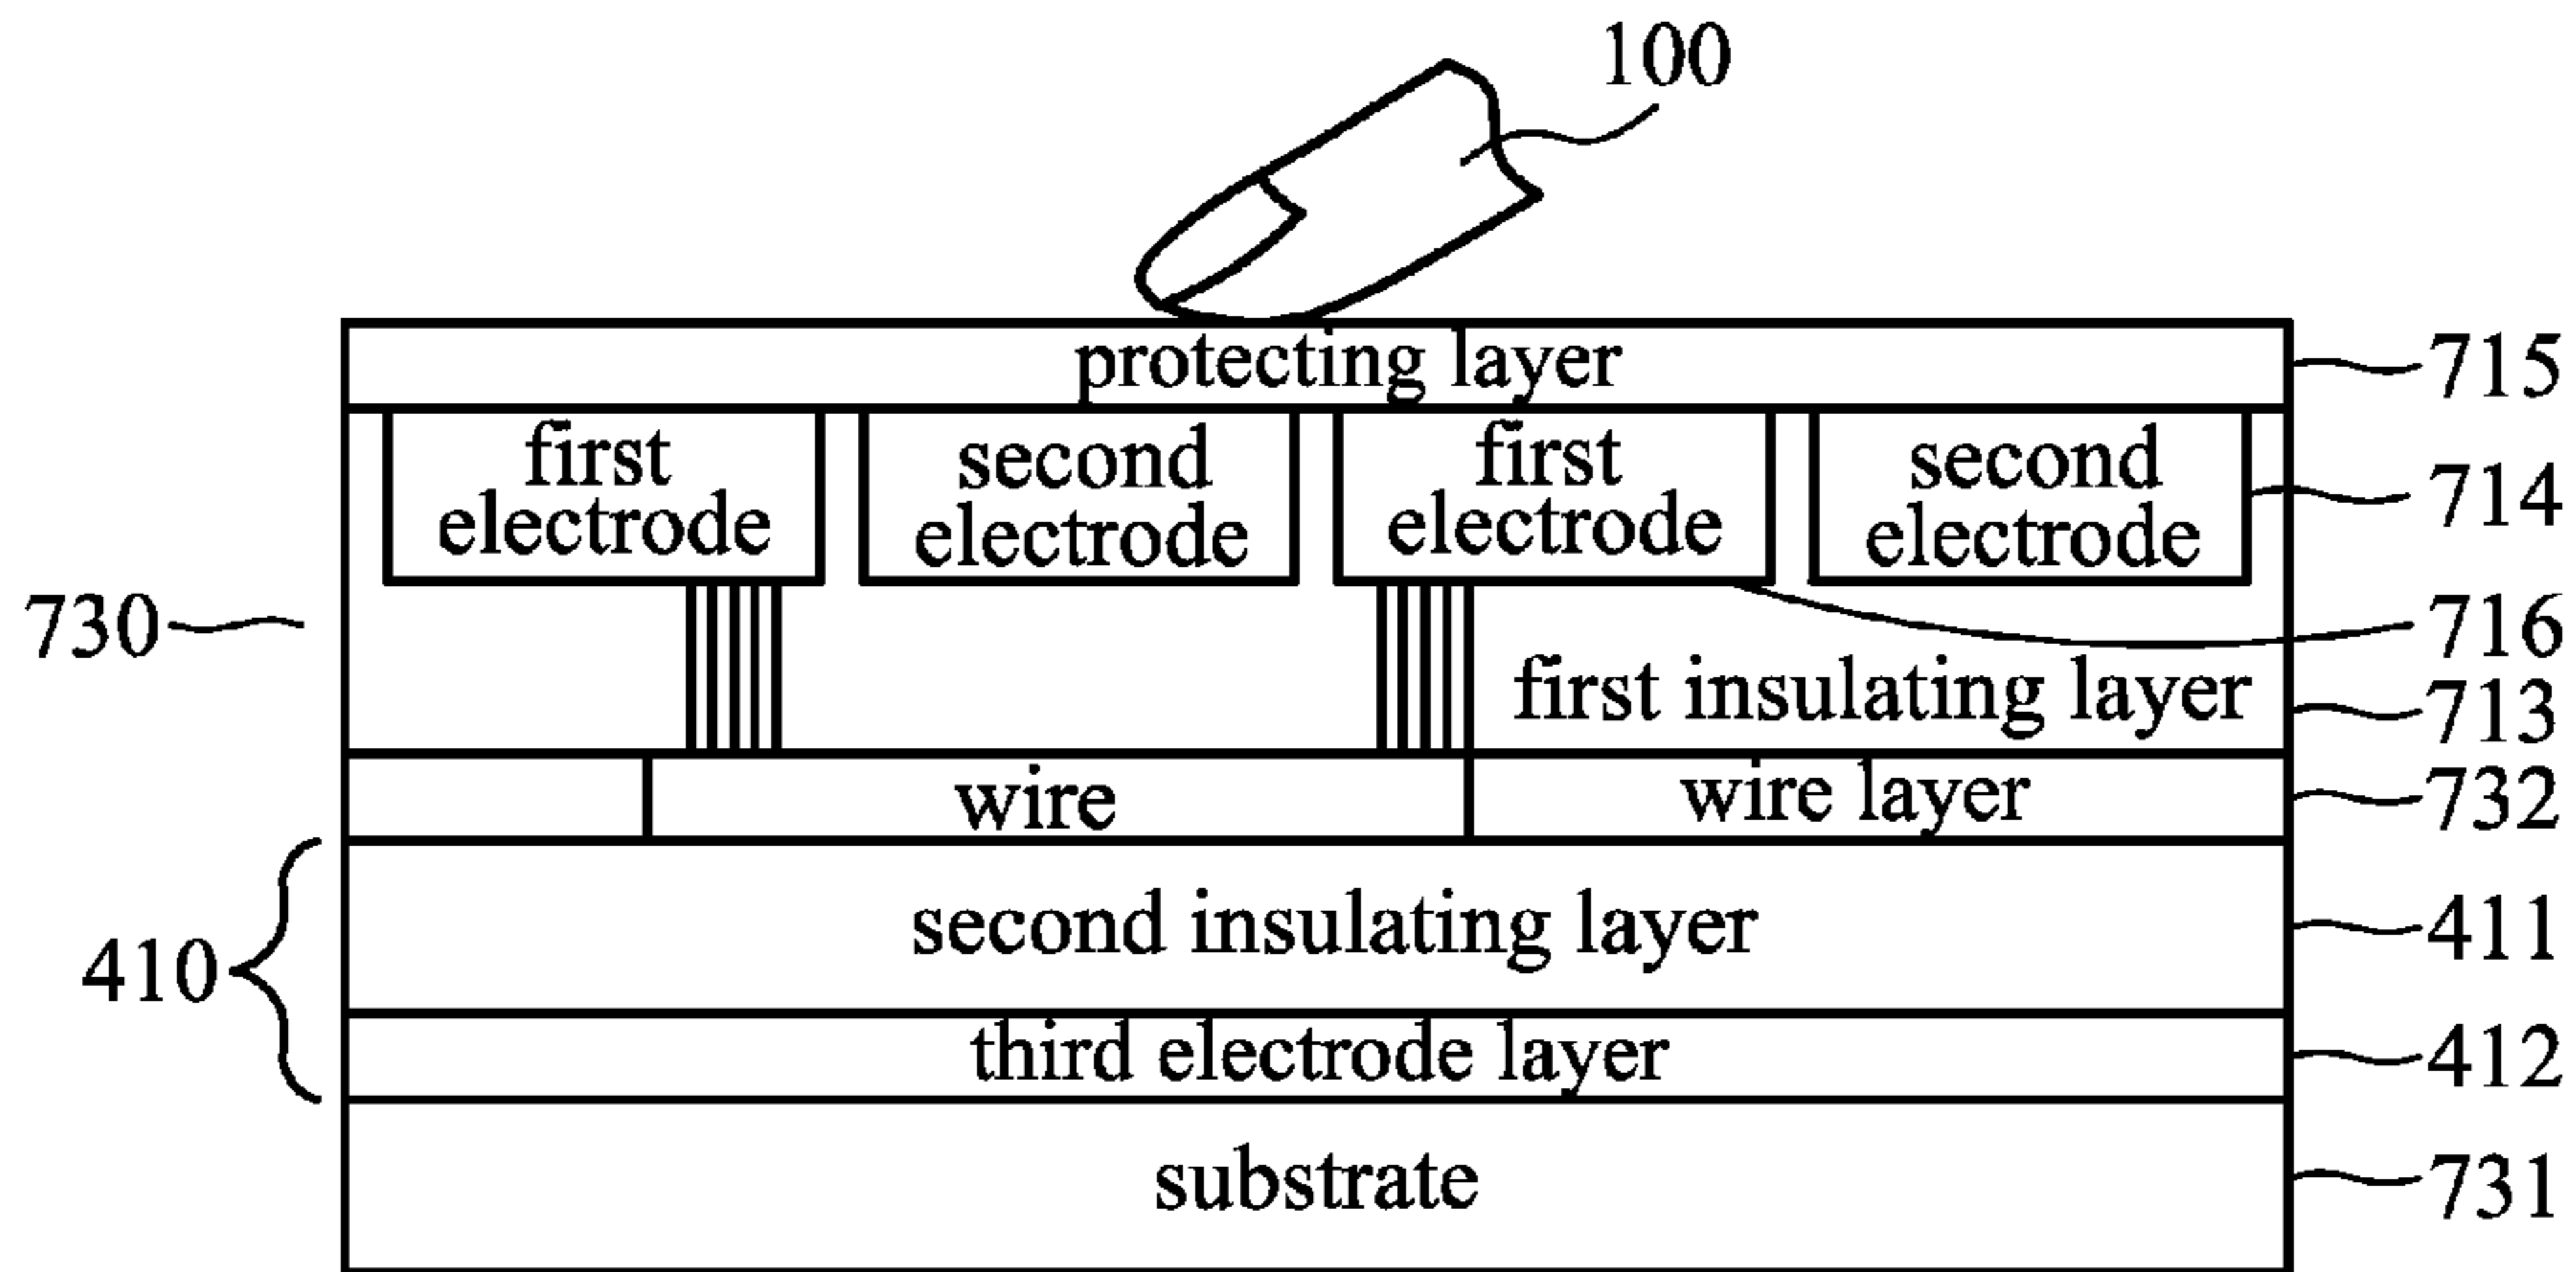 100
protecting layer
715
first
electrode
second
electrode
first
electrode
second
electrode
714
730
716
first insulating layer
713
wire
wire layer
732
410
second insulating layer
411
third electrode layer
412
substrate
731